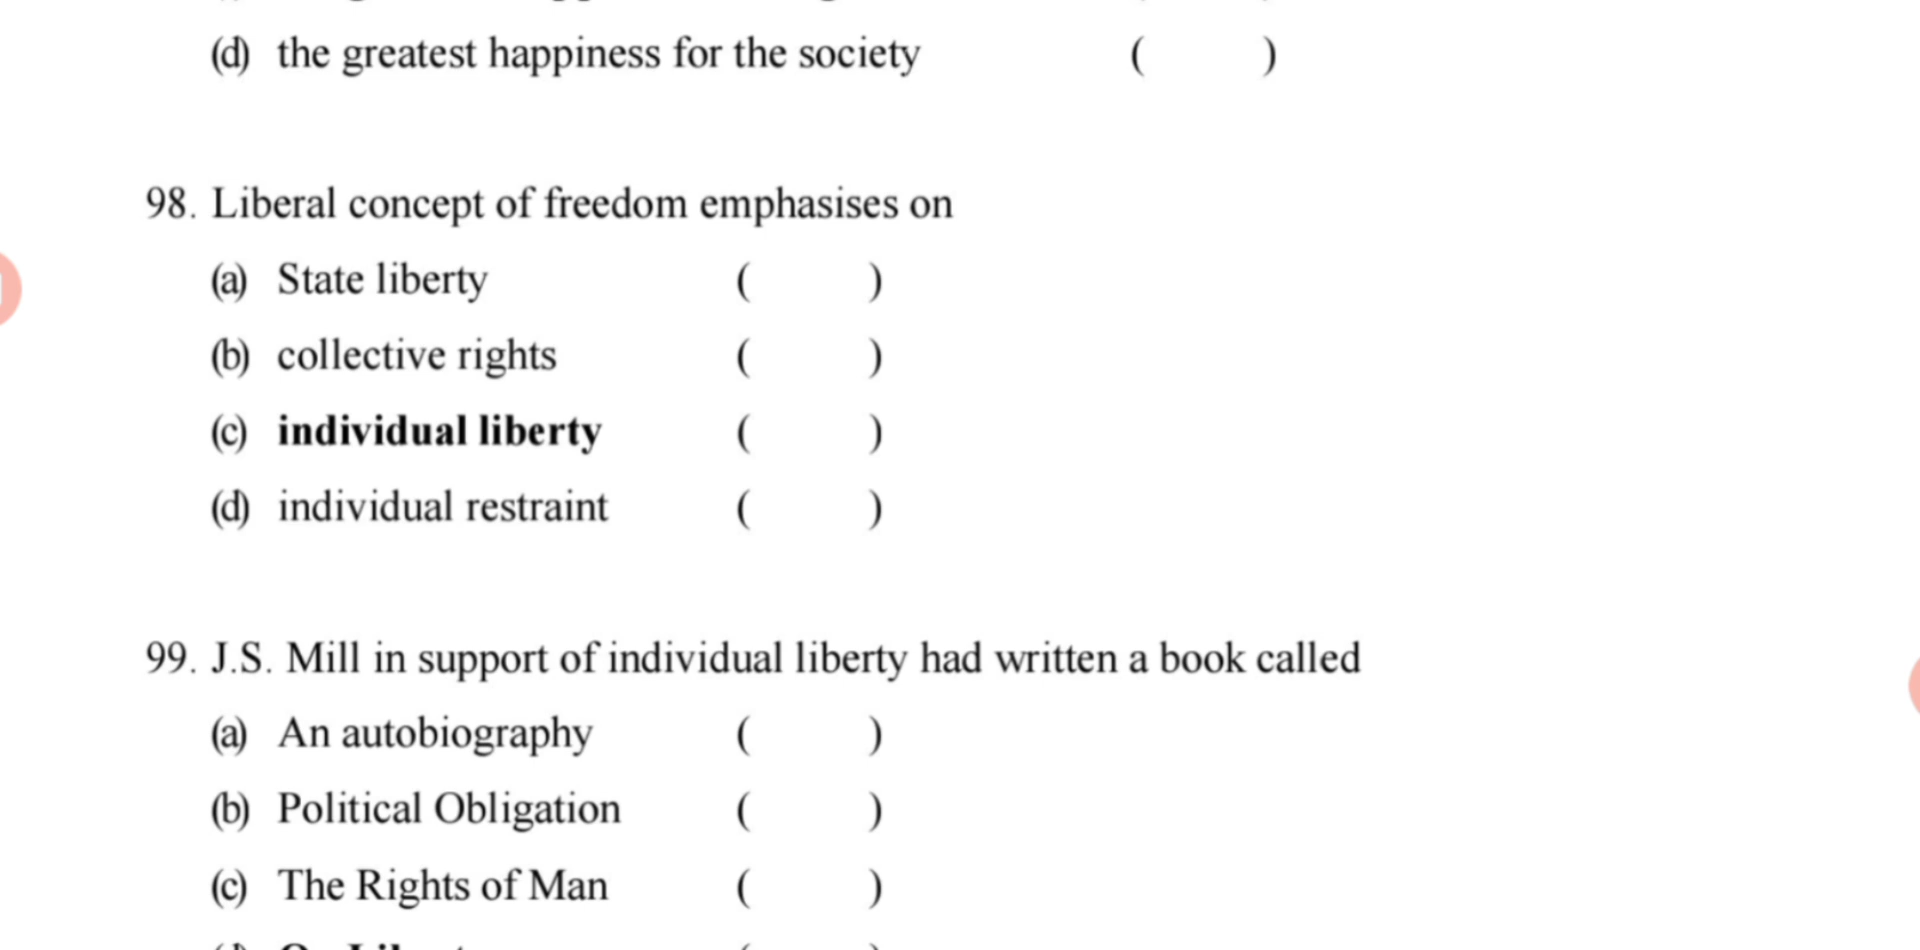 (d) the greatest happiness for the society ( )
98. Liberal concept of freedom emphasises on
(a) State liberty ( )
(b) collective rights ( )
(c) individual liberty ( )
(d) individual restraint ( )
99. J.S. Mill in support of individual liberty had written a book called
(a) An autobiography ( )
(b) Political Obligation ( )
(c) The Rights of Man ( )